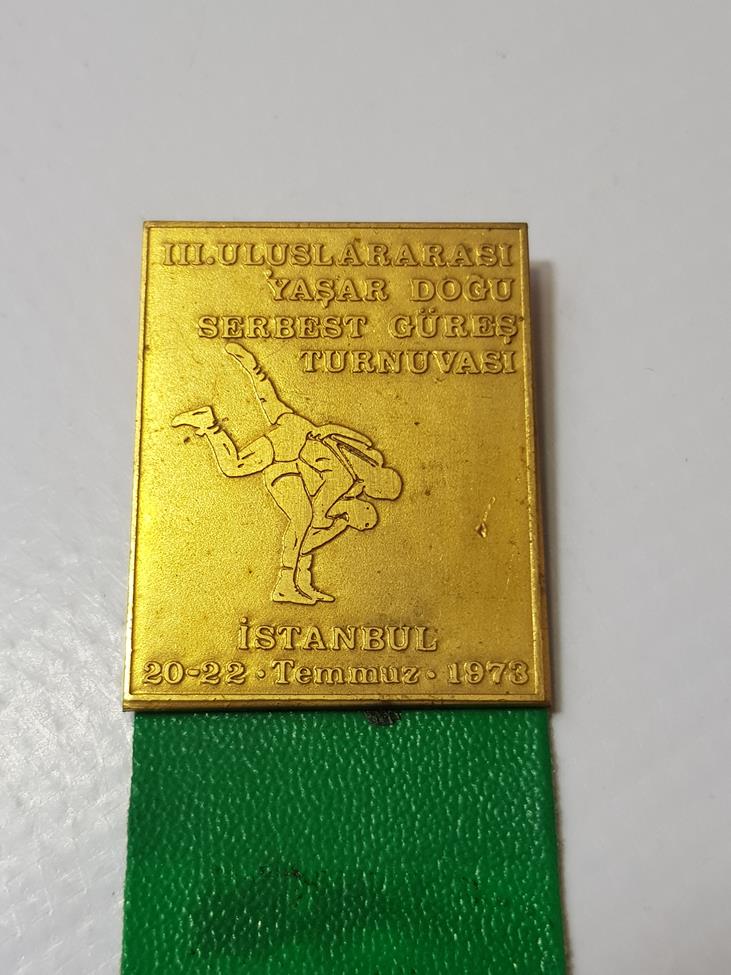 III.ULUSLARARASI
YAŞAR DOĞU
SERBEST GÜREŞ
TURNUVASI
İSTANBUL
20-22 · Temmuz · 1973